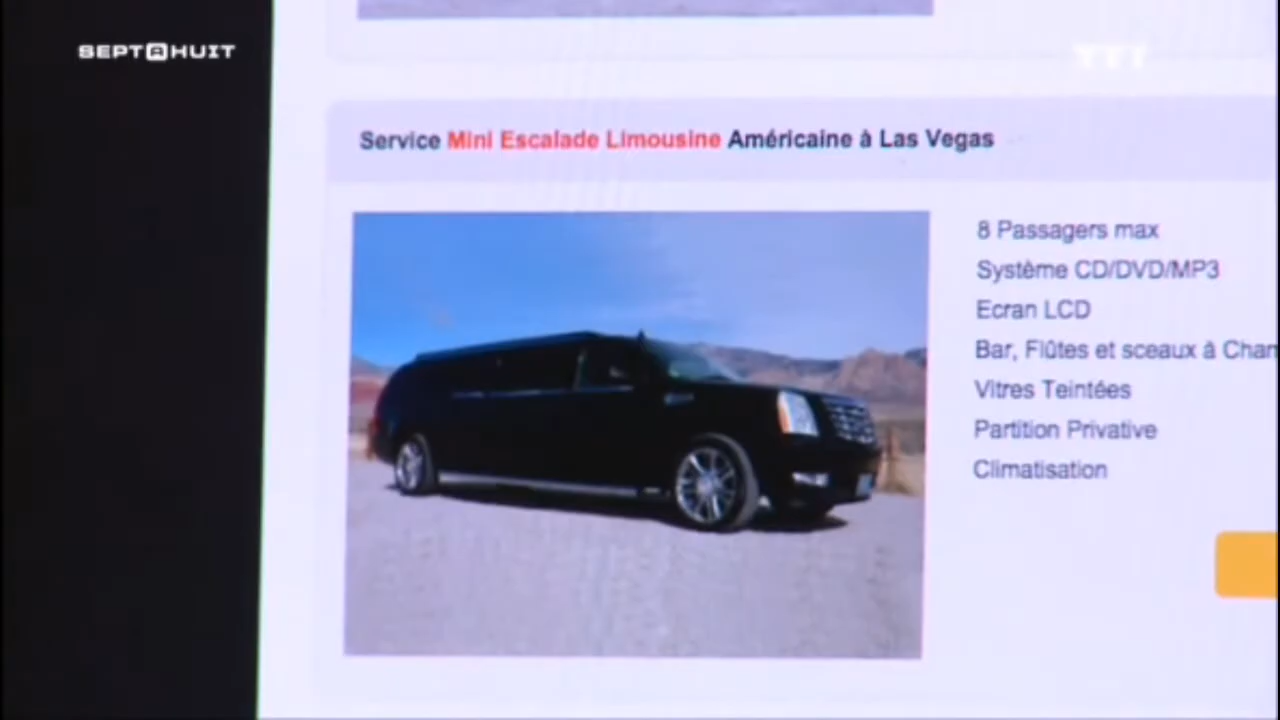 SEPT À HUIT
TF1
Service Mini Escalade Limousine Américaine à Las Vegas
8 Passagers max
Système CD/DVD/MP3
Ecran LCD
Bar, Flûtes et sceaux à Cham
Vitres Teintées
Partition Privative
Climatisation